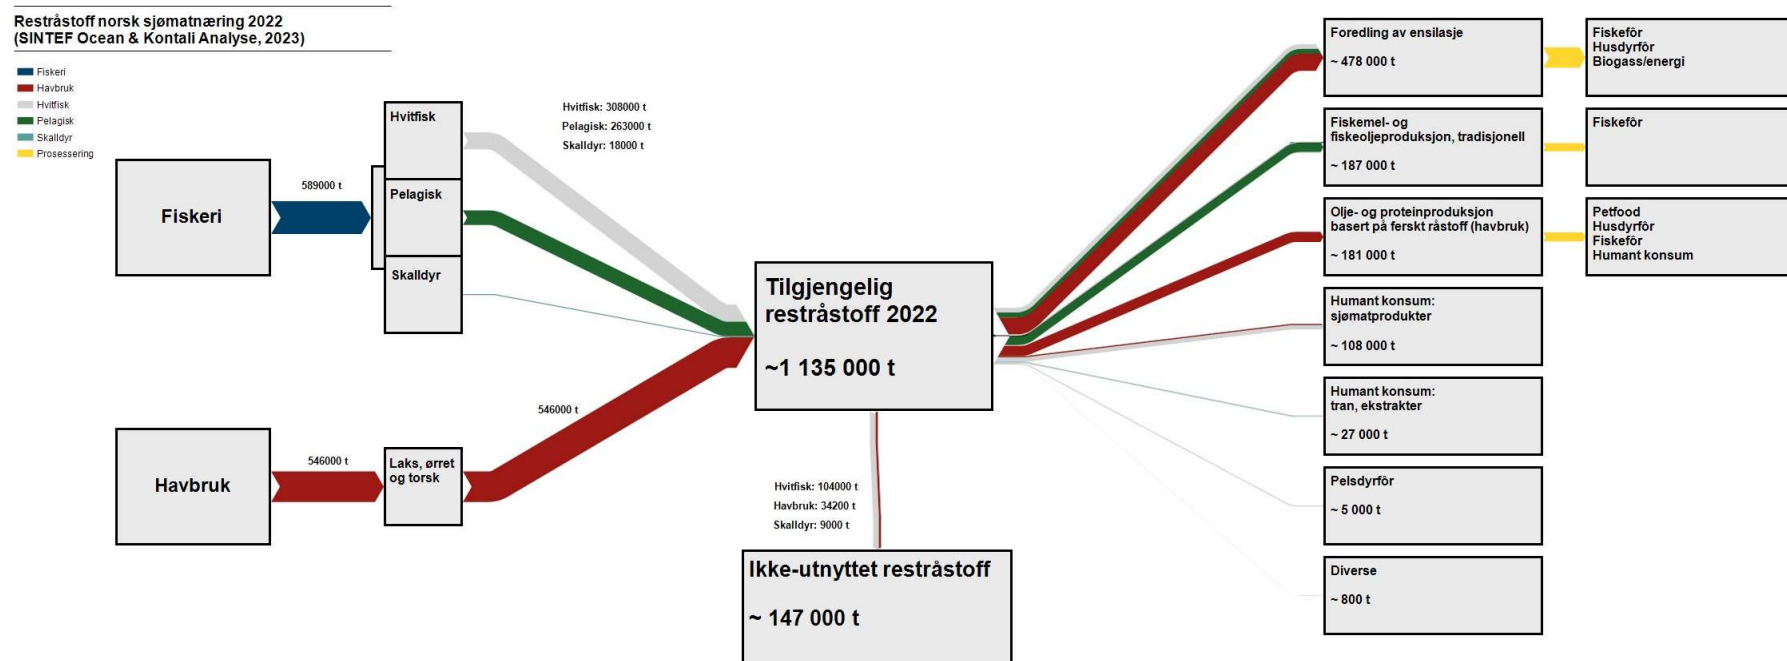 Restråstoff norsk sjømatnæring 2022
(SINTEF Ocean & Kontali Analyse, 2023)
Fiskeri
Havbruk
Hvitfisk
Pelagisk
Skalldyr
Prosessering
Fiskeri
589000 t
Hvitfisk
Pelagisk
Skalldyr
Hvitfisk: 308000 t
Pelagisk: 263000 t
Skalldyr: 18000 t
Havbruk
546000 t
Laks, ørret
og torsk
546000 t
Tilgjengelig
restråstoff 2022
~1 135 000 t
Hvitfisk: 104000 t
Havbruk: 34200 t
Skalldyr: 9000 t
Ikke-utnyttet restråstoff
~ 147 000 t
Foredling av ensilasje
~ 478 000 t
Fiskefôr
Husdyrfôr
Biogass/energi
Fiskemel- og
fiskeoljeproduksjon, tradisjonell
~ 187 000 t
Fiskefôr
Olje- og proteinproduksjon
basert på ferskt råstoff (havbruk)
~ 181 000 t
Petfood
Husdyrfôr
Fiskefôr
Humant konsum
Humant konsum:
sjømatprodukter
~ 108 000 t
Humant konsum:
tran, ekstrakter
~ 27 000 t
Pelsdyrfôr
~ 5 000 t
Diverse
~ 800 t